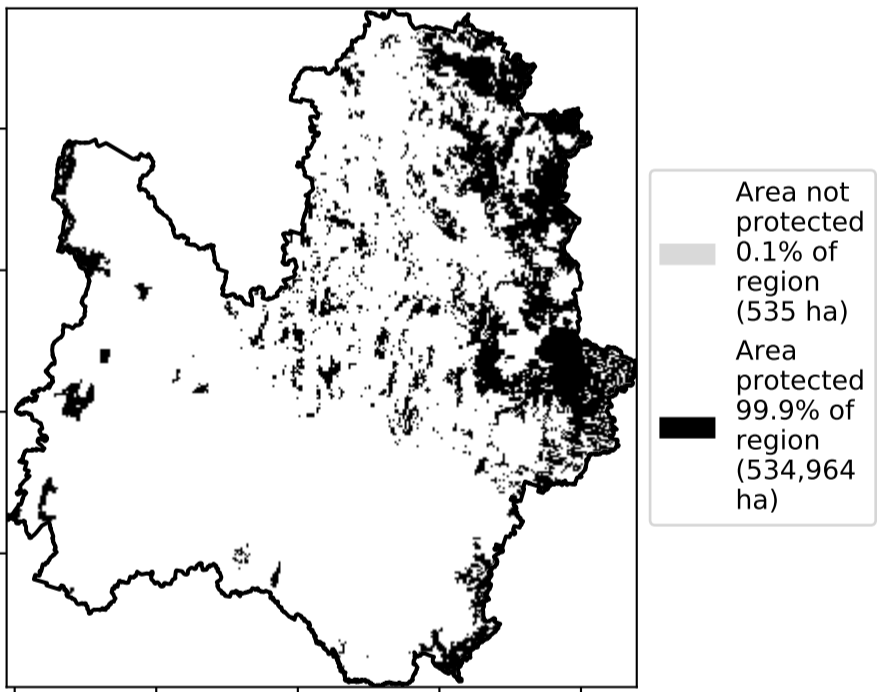 Area not
protected
0.1% of
region
(535 ha)
Area
protected
99.9% of
region
(534,964
ha)